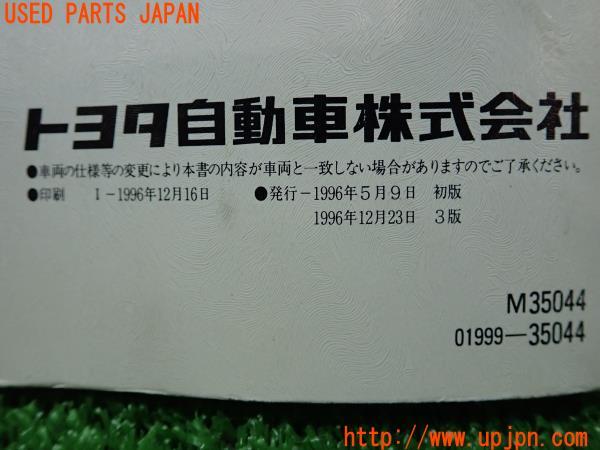 USED PARTS JAPAN
トヨタ自動車株式会社
●車両の仕様等の変更により本書の内容が車両と一致しない場合がありますのでご了承ください。
●印刷 I－1996年12月16日 ●発行－1996年5月9日 初版
1996年12月23日 3版
M35044
01999－35044
http://www.upjpn.com